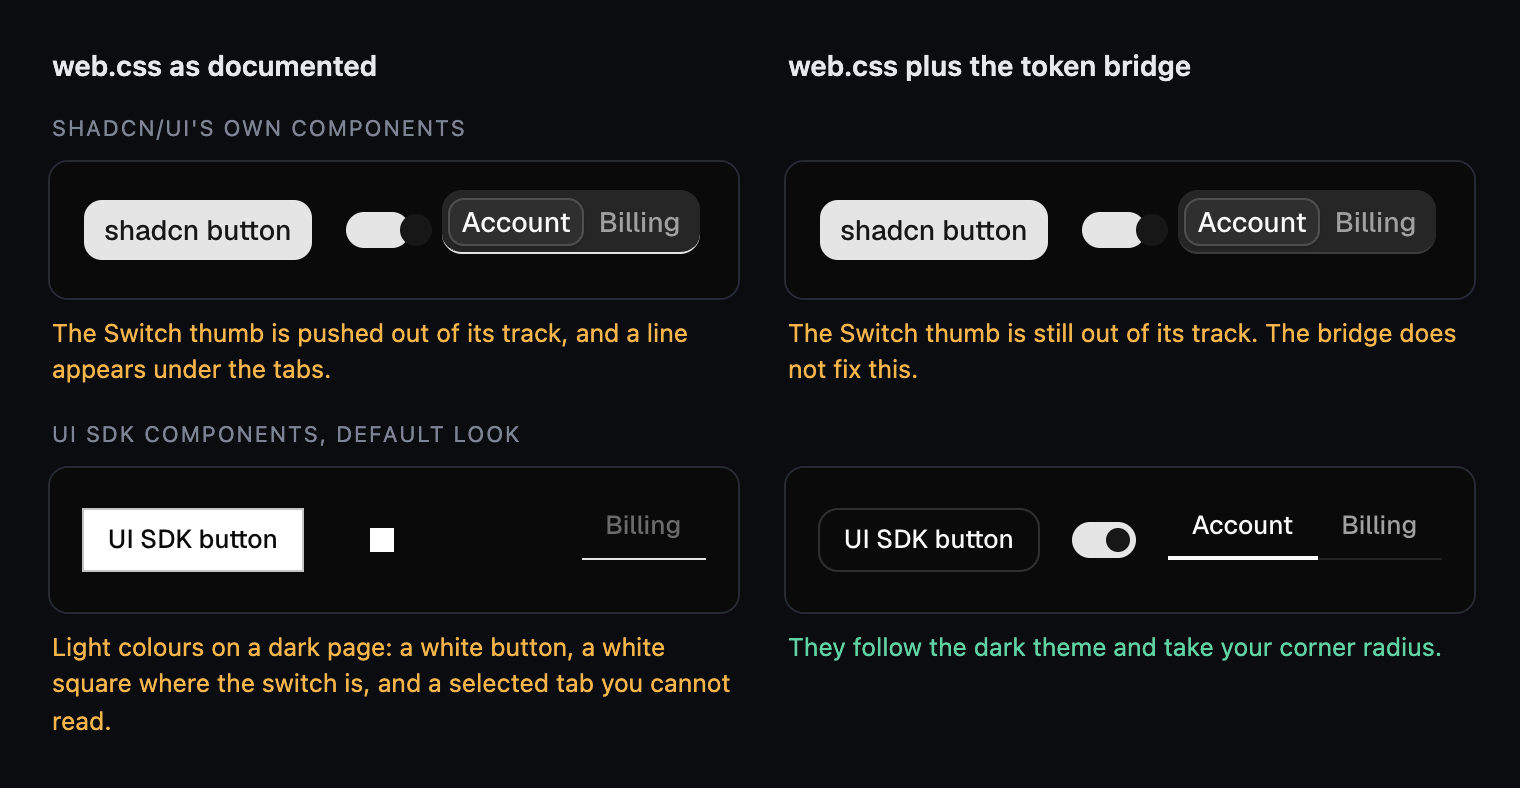 web.css as documented
SHADCN/UI'S OWN COMPONENTS
shadcn button
Account
Billing
The Switch thumb is pushed out of its track, and a line
appears under the tabs.
UI SDK COMPONENTS, DEFAULT LOOK
UI SDK button
Billing
Light colours on a dark page: a white button, a white
square where the switch is, and a selected tab you cannot
read.
web.css plus the token bridge
shadcn button
Account
Billing
The Switch thumb is still out of its track. The bridge does
not fix this.
UI SDK button
Account
Billing
They follow the dark theme and take your corner radius.